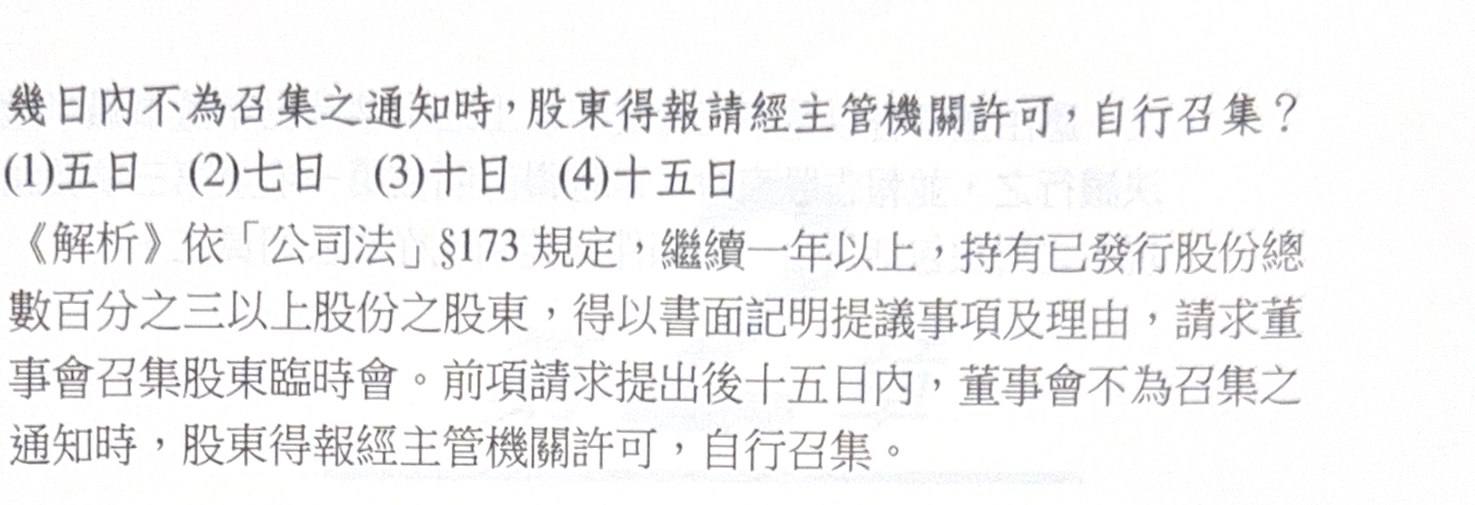 幾日內不為召集之通知時，股東得報請經主管機關許可，自行召集？
(1)五日 (2)七日 (3)十日 (4)十五日
《解析》依「公司法」§173 規定，繼續一年以上，持有已發行股份總
數百分之三以上股份之股東，得以書面記明提議事項及理由，請求董
事會召集股東臨時會。前項請求提出後十五日內，董事會不為召集之
通知時，股東得報經主管機關許可，自行召集。